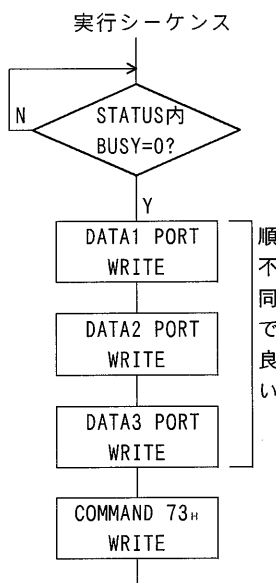 実行シーケンス
STATUS内
BUSY=0?
N
Y
DATA1 PORT
WRITE
DATA2 PORT
WRITE
DATA3 PORT
WRITE
順不同で良い
COMMAND 73H
WRITE